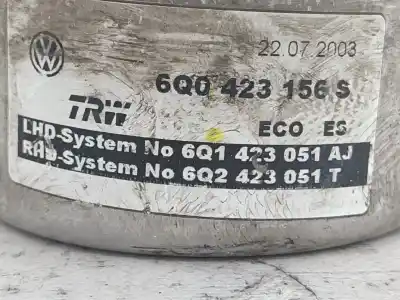 VW
22.07.2003
6Q0 423 156 S
TRW
ECO ES
LHD-System No 6Q1 423 051 AJ
RHD-System No 6Q2 423 051 T